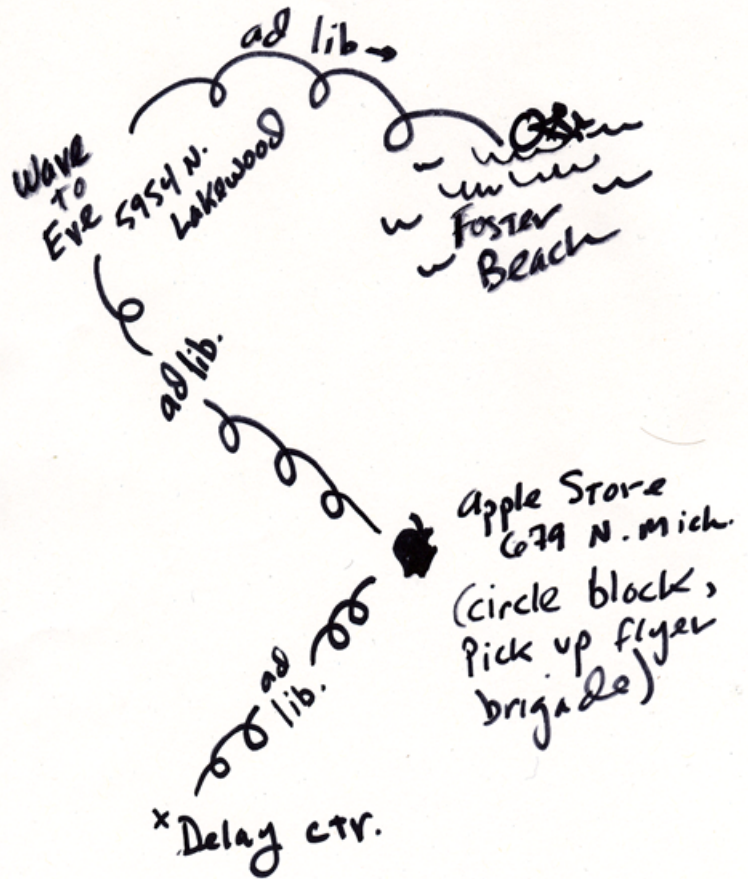 ad lib →
Wave
to
Eve
5954 N.
Lakewood
Foster
Beach
ad lib.
apple Store
679 N. Mich.
(circle block,
Pick up flyer
brigade)
ad
lib.
x Delay ctr.